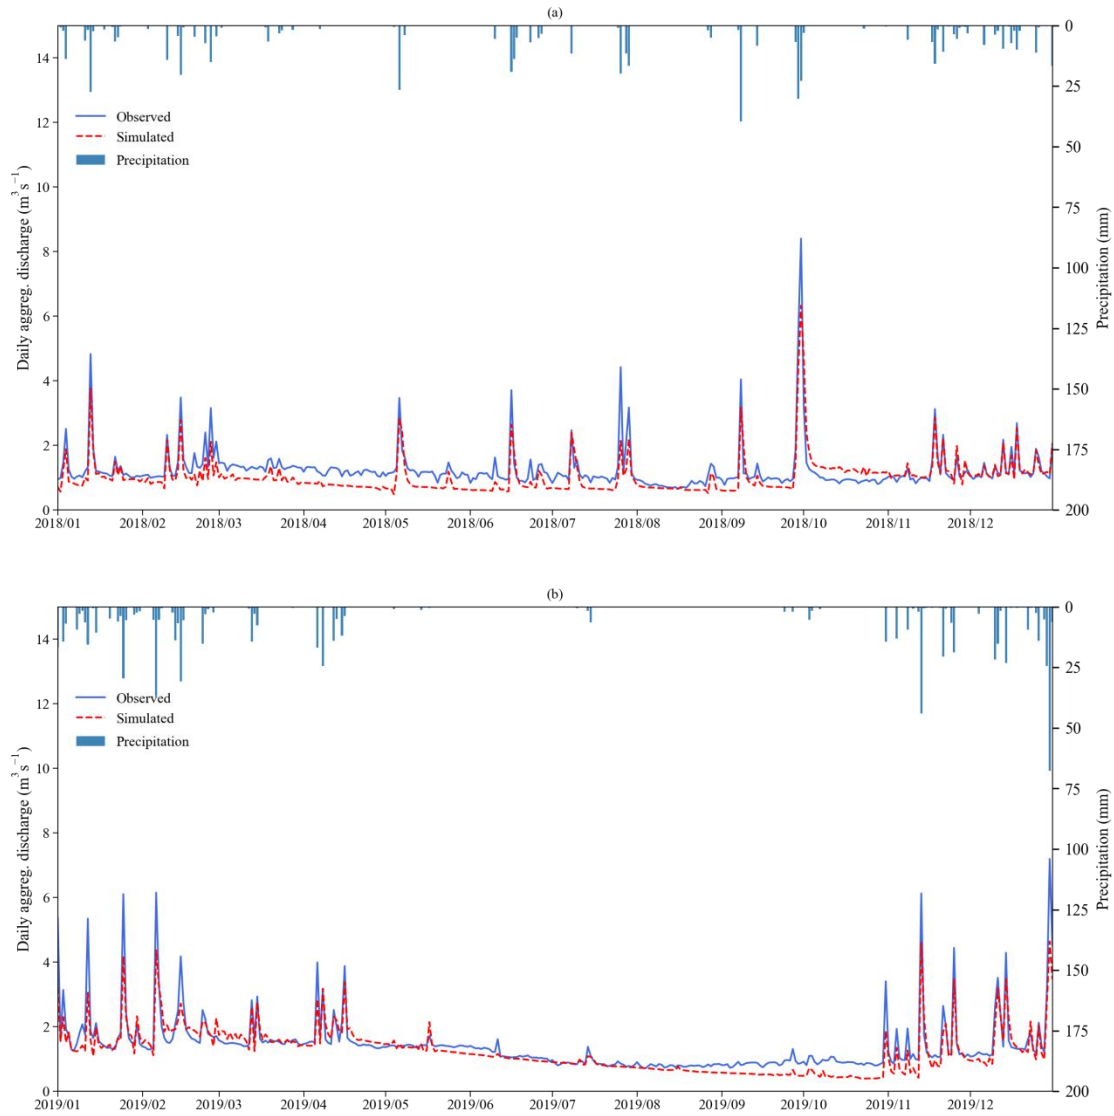 (a)
14
12
10
8
6
4
2
0
Daily aggreg. discharge (m³ s⁻¹)
Observed
Simulated
Precipitation
0
25
50
75
100
125
150
175
200
Precipitation (mm)
2018/01 2018/02 2018/03 2018/04 2018/05 2018/06 2018/07 2018/08 2018/09 2018/10 2018/11 2018/12
(b)
14
12
10
8
6
4
2
0
Daily aggreg. discharge (m³ s⁻¹)
Observed
Simulated
Precipitation
0
25
50
75
100
125
150
175
200
Precipitation (mm)
2019/01 2019/02 2019/03 2019/04 2019/05 2019/06 2019/07 2019/08 2019/09 2019/10 2019/11 2019/12